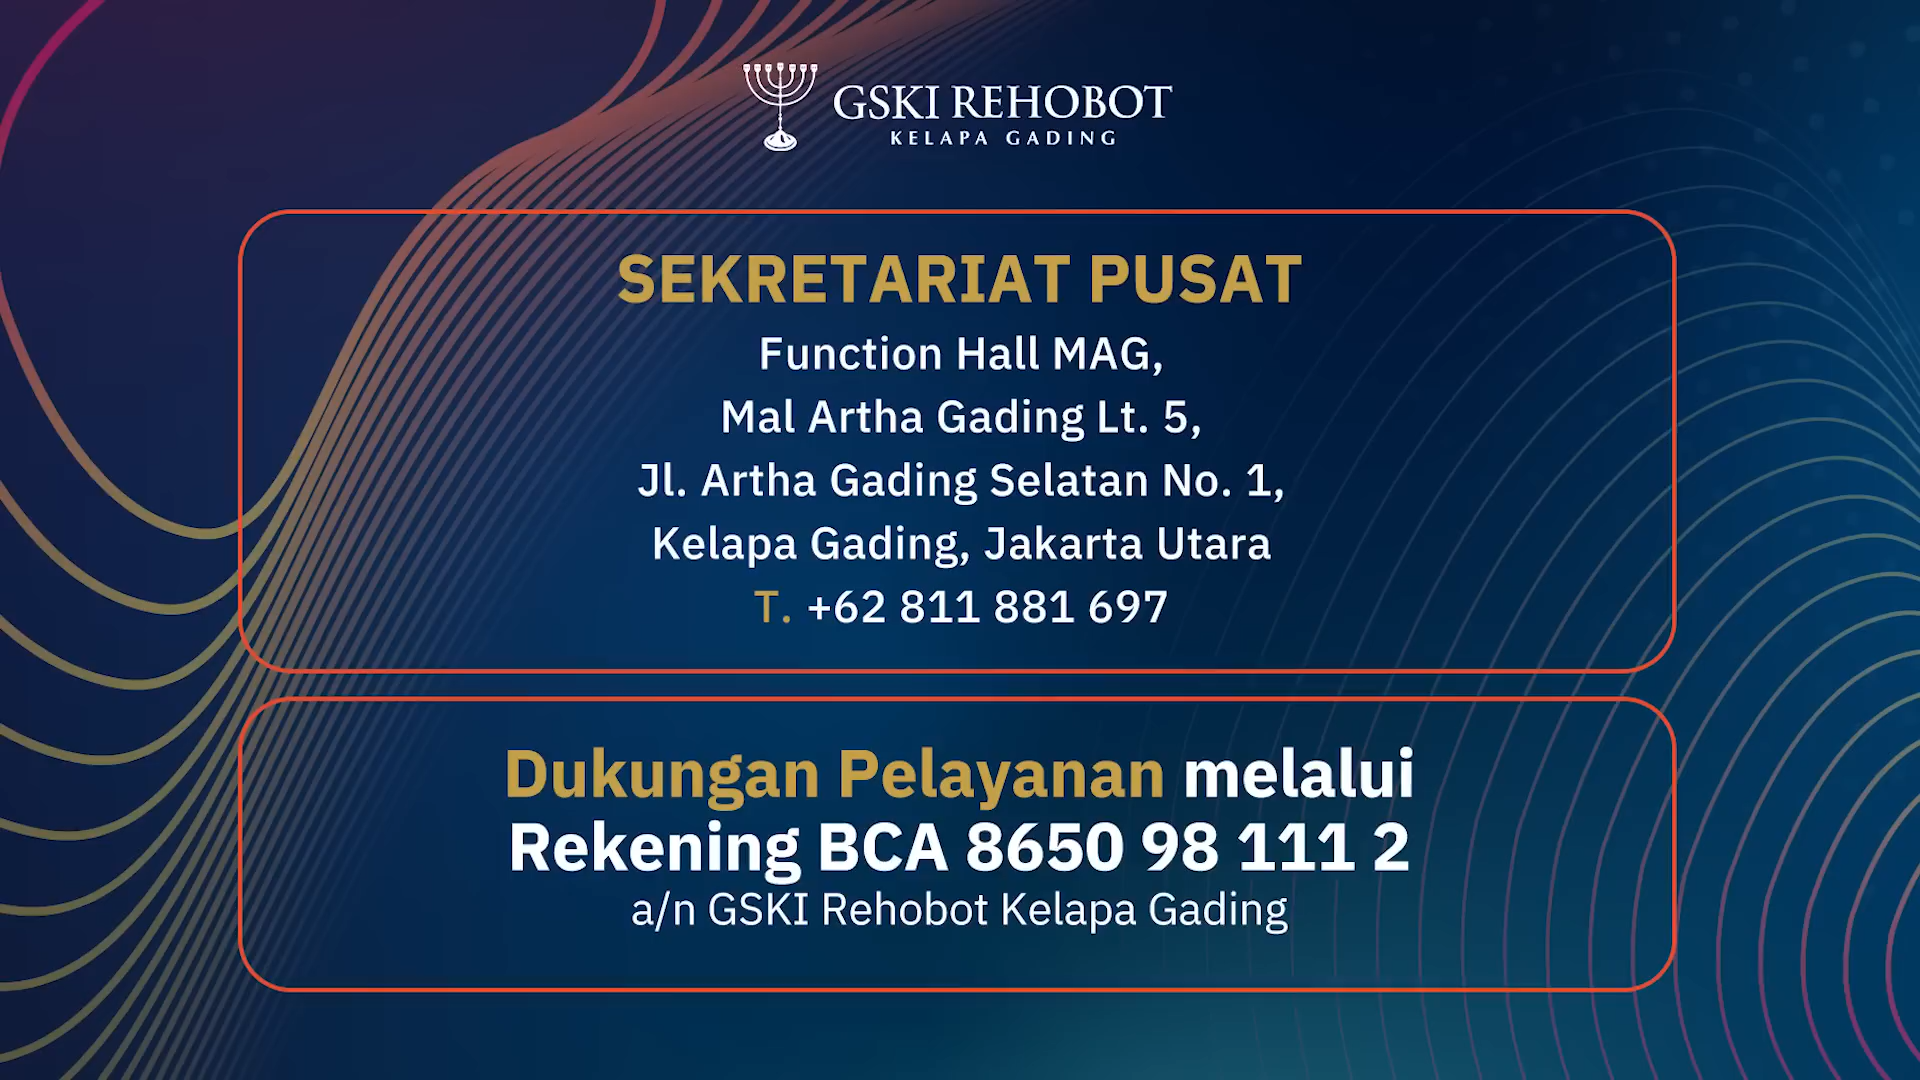 GSKI REHOBOT
KELAPA GADING
SEKRETARIAT PUSAT
Function Hall MAG,
Mal Artha Gading Lt. 5,
Jl. Artha Gading Selatan No. 1,
Kelapa Gading, Jakarta Utara
T. +62 811 881 697
Dukungan Pelayanan melalui
Rekening BCA 8650 98 111 2
a/n GSKI Rehobot Kelapa Gading